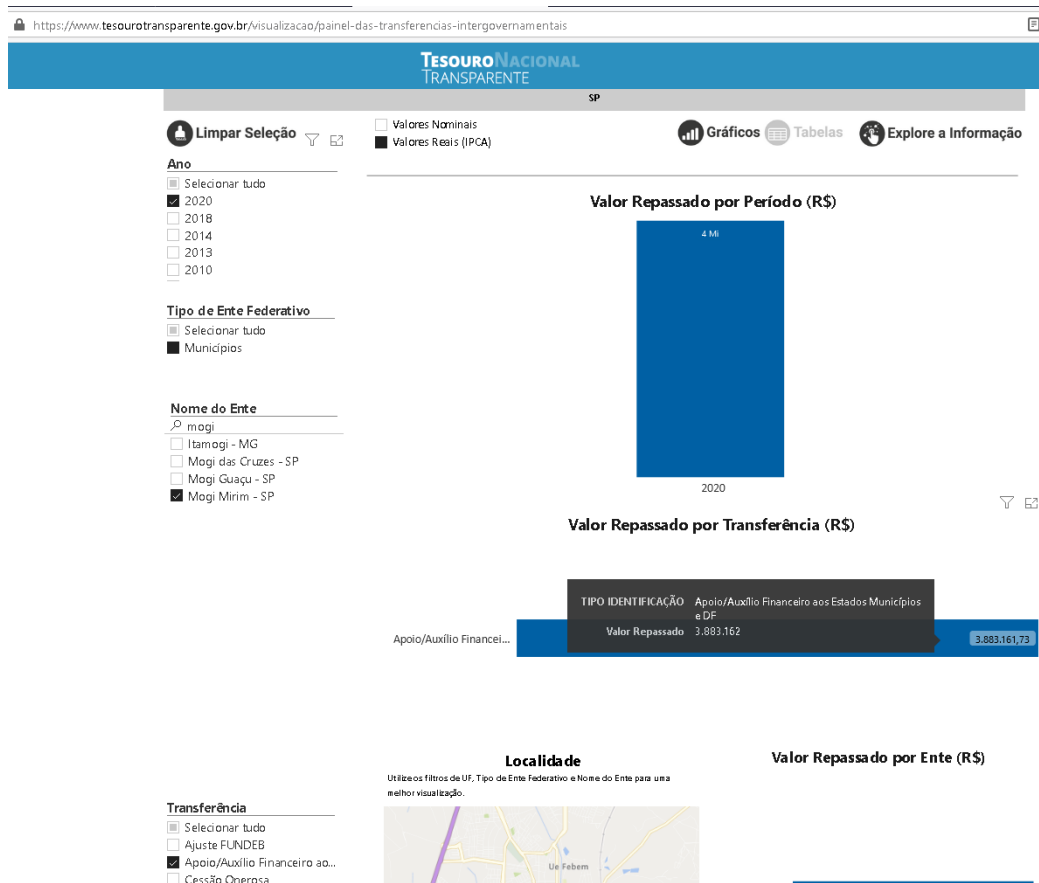 https://www.tesourotransparente.gov.br/visualizacao/painel-das-transferencias-intergovernamentais
TESOURO NACIONAL
TRANSPARENTE
SP
Limpar Seleção
Valores Nominais
Valores Reais (IPCA)
Gráficos
Tabelas
Explore a Informação
Ano
Selecionar tudo
2020
2018
2014
2013
2010
Valor Repassado por Período (R$)
4 Mi
2020
Tipo de Ente Federativo
Selecionar tudo
Municípios
Nome do Ente
mogi
Itamogi - MG
Mogi das Cruzes - SP
Mogi Guaçu - SP
Mogi Mirim - SP
Valor Repassado por Transferência (R$)
TIPO IDENTIFICAÇÃO Apoio/Auxílio Financeiro aos Estados Municípios
e DF
Valor Repassado 3.883.162
Apoio/Auxílio Financei...
3.883.161,73
Localidade
Utilize os filtros de UF, Tipo de Ente Federativo e Nome do Ente para uma
melhor visualização.
Ue Febem
Valor Repassado por Ente (R$)
Transferência
Selecionar tudo
Ajuste FUNDEB
Apoio/Auxílio Financeiro ao...
Cessão Onerosa